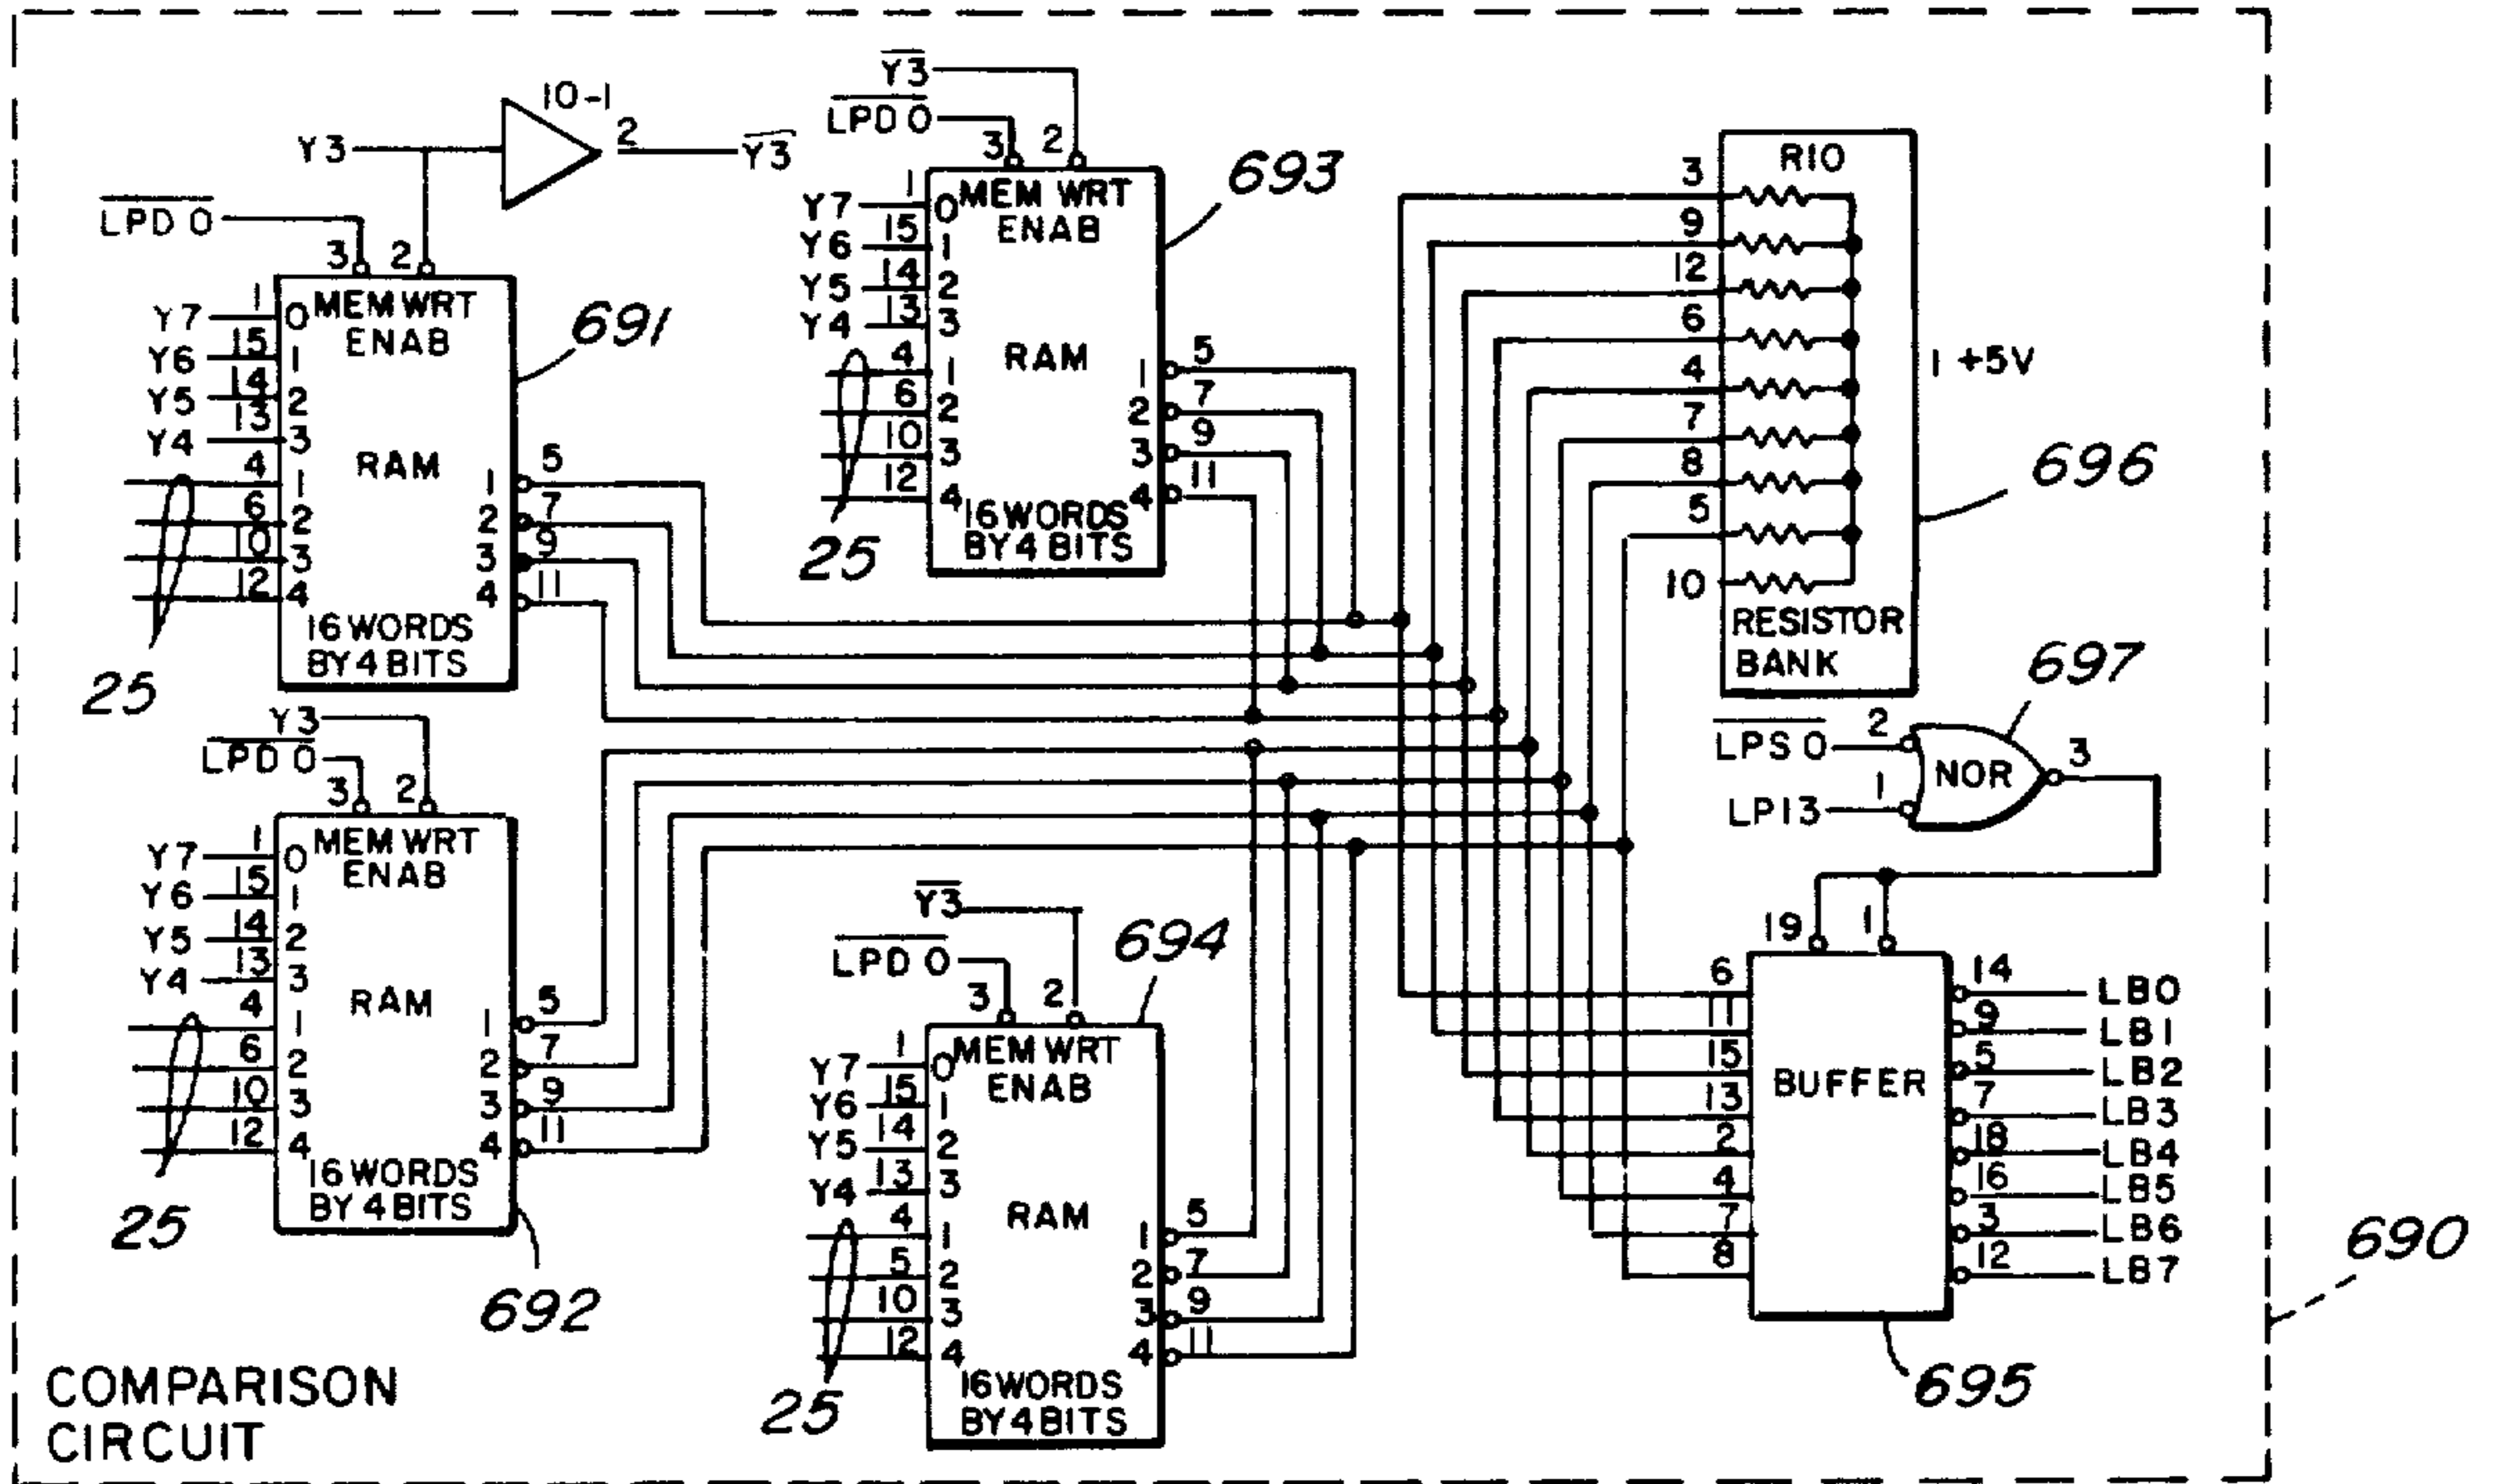 10-1
Y3
2
Y̅3̅
L̅P̅D̅ ̅0̅
3 2
MEM WRT
ENAB
Y7 1 0
Y6 15 1
Y5 14 2
Y4 13 3
RAM
4 1
6 2
10 3
12 4
1 5
2 7
3 9
4 11
16 WORDS
BY 4 BITS
691
25
Y̅3̅
L̅P̅D̅ ̅0̅
3 2
MEM WRT
ENAB
Y7 1 0
Y6 15 1
Y5 14 2
Y4 13 3
RAM
4 1
6 2
10 3
12 4
1 5
2 7
3 9
4 11
16 WORDS
BY 4 BITS
693
25
R10
3
9
12
6
4
7
8
5
10
1 +5V
RESISTOR
BANK
696
Y3
L̅P̅D̅ ̅0̅
3 2
MEM WRT
ENAB
Y7 1 0
Y6 15 1
Y5 14 2
Y4 13 3
RAM
4 1
6 2
10 3
12 4
1 5
2 7
3 9
4 11
16 WORDS
BY 4 BITS
692
25
Y̅3̅
L̅P̅D̅ ̅0̅
3 2
MEM WRT
ENAB
Y7 1 0
Y6 15 1
Y5 14 2
Y4 13 3
RAM
4 1
5 2
10 3
12 4
1 5
2 7
3 9
4 11
16 WORDS
BY 4 BITS
694
25
697
L̅P̅S̅ ̅0̅ 2
LP13 1
NOR
3
19 1
BUFFER
6 14 LB0
11 9 LB1
15 5 LB2
13 7 LB3
2 18 LB4
4 16 LB5
7 3 LB6
8 12 LB7
695
690
COMPARISON
CIRCUIT